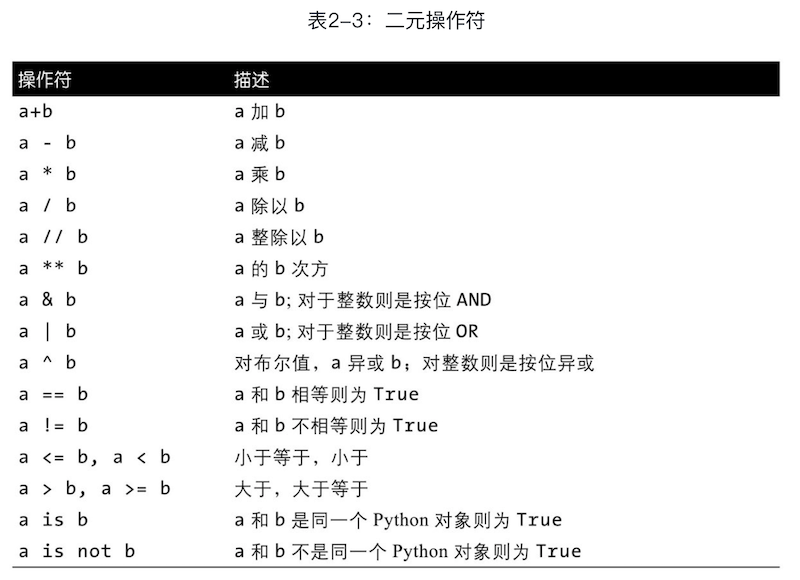 表2-3：二元操作符
操作符 描述
a+b a 加 b
a - b a 减 b
a * b a 乘 b
a / b a 除以 b
a // b a 整除以 b
a ** b a 的 b 次方
a & b a 与 b; 对于整数则是按位 AND
a | b a 或 b; 对于整数则是按位 OR
a ^ b 对布尔值，a 异或 b；对整数则是按位异或
a == b a 和 b 相等则为 True
a != b a 和 b 不相等则为 True
a <= b, a < b 小于等于，小于
a > b, a >= b 大于，大于等于
a is b a 和 b 是同一个 Python 对象则为 True
a is not b a 和 b 不是同一个 Python 对象则为 True